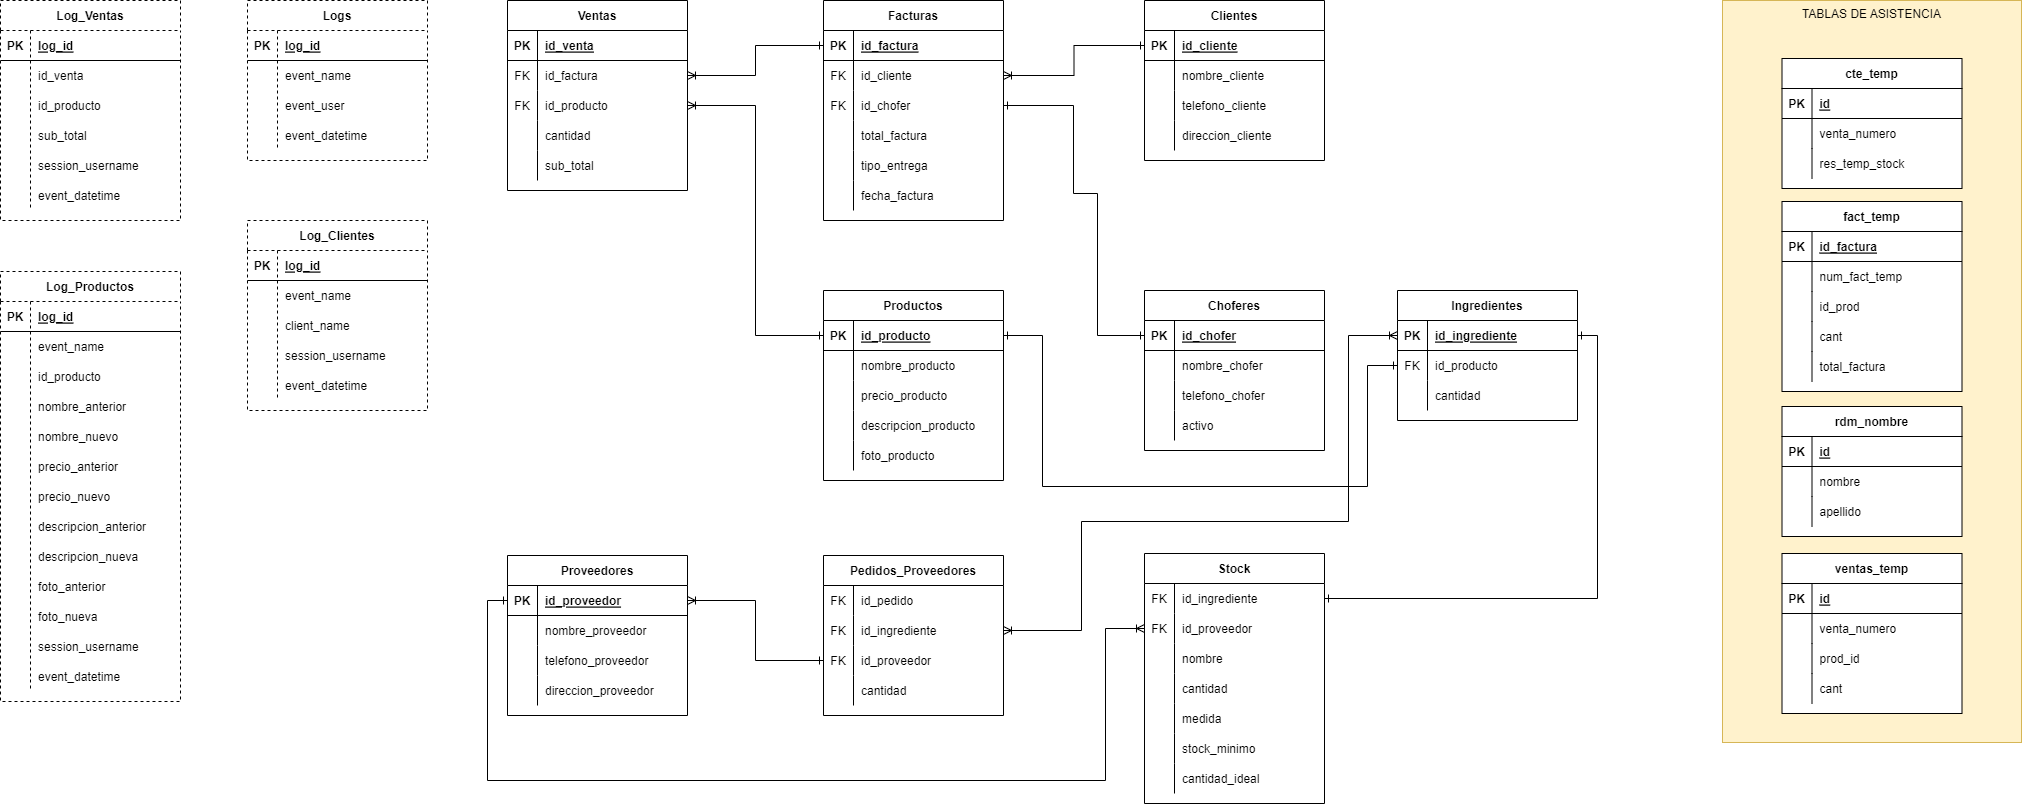 Log_Ventas
PK log_id
id_venta
id_producto
sub_total
session_username
event_datetime
Logs
PK log_id
event_name
event_user
event_datetime
Ventas
PK id_venta
FK id_factura
FK id_producto
cantidad
sub_total
Facturas
PK id_factura
FK id_cliente
FK id_chofer
total_factura
tipo_entrega
fecha_factura
Clientes
PK id_cliente
nombre_cliente
telefono_cliente
direccion_cliente
Log_Productos
PK log_id
event_name
id_producto
nombre_anterior
nombre_nuevo
precio_anterior
precio_nuevo
descripcion_anterior
descripcion_nueva
foto_anterior
foto_nueva
session_username
event_datetime
Log_Clientes
PK log_id
event_name
client_name
session_username
event_datetime
Productos
PK id_producto
nombre_producto
precio_producto
descripcion_producto
foto_producto
Choferes
PK id_chofer
nombre_chofer
telefono_chofer
activo
Ingredientes
PK id_ingrediente
FK id_producto
cantidad
Proveedores
PK id_proveedor
nombre_proveedor
telefono_proveedor
direccion_proveedor
Pedidos_Proveedores
FK id_pedido
FK id_ingrediente
FK id_proveedor
cantidad
Stock
FK id_ingrediente
FK id_proveedor
nombre
cantidad
medida
stock_minimo
cantidad_ideal
TABLAS DE ASISTENCIA
cte_temp
PK id
venta_numero
res_temp_stock
fact_temp
PK id_factura
num_fact_temp
id_prod
cant
total_factura
rdm_nombre
PK id
nombre
apellido
ventas_temp
PK id
venta_numero
prod_id
cant